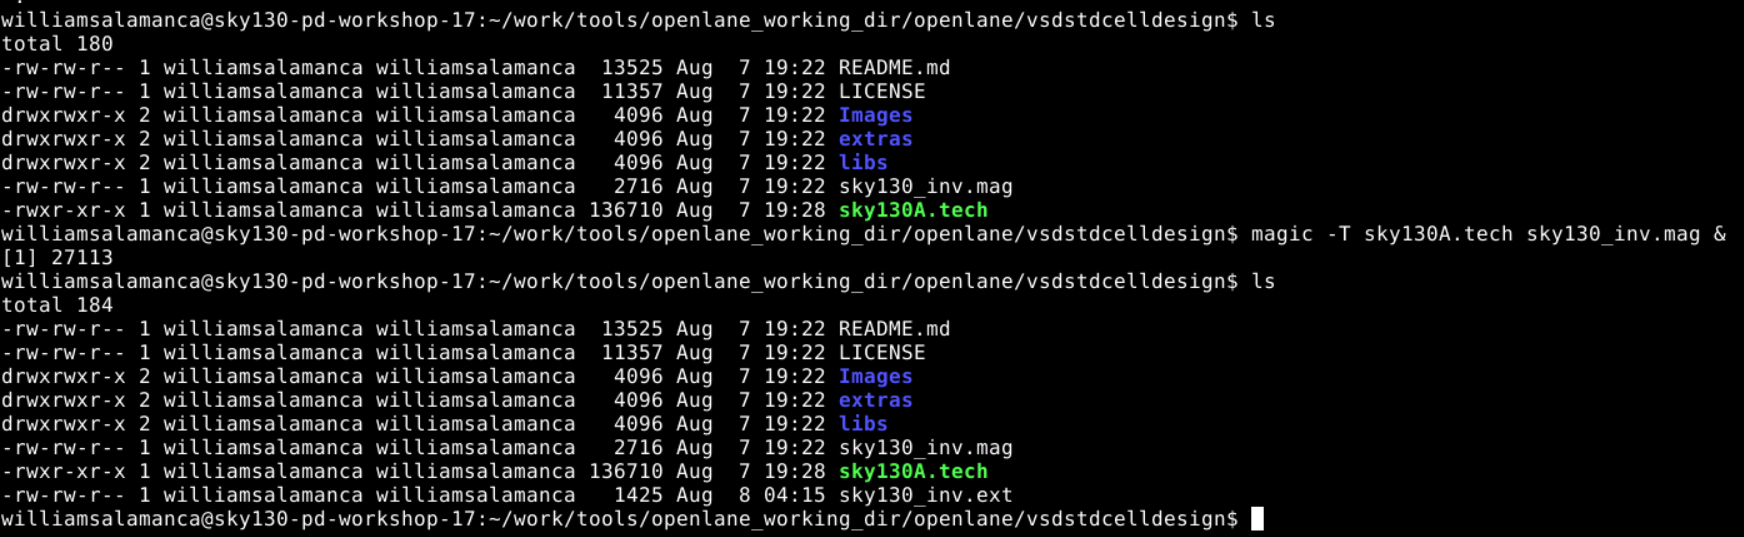 williamsalamanca@sky130-pd-workshop-17:~/work/tools/openlane_working_dir/openlane/vsdstdcelldesign$ ls
total 180
-rw-rw-r-- 1 williamsalamanca williamsalamanca  13525 Aug  7 19:22 README.md
-rw-rw-r-- 1 williamsalamanca williamsalamanca  11357 Aug  7 19:22 LICENSE
drwxrwxr-x 2 williamsalamanca williamsalamanca   4096 Aug  7 19:22 Images
drwxrwxr-x 2 williamsalamanca williamsalamanca   4096 Aug  7 19:22 extras
drwxrwxr-x 2 williamsalamanca williamsalamanca   4096 Aug  7 19:22 libs
-rw-rw-r-- 1 williamsalamanca williamsalamanca   2716 Aug  7 19:22 sky130_inv.mag
-rwxr-xr-x 1 williamsalamanca williamsalamanca 136710 Aug  7 19:28 sky130A.tech
williamsalamanca@sky130-pd-workshop-17:~/work/tools/openlane_working_dir/openlane/vsdstdcelldesign$ magic -T sky130A.tech sky130_inv.mag &
[1] 27113
williamsalamanca@sky130-pd-workshop-17:~/work/tools/openlane_working_dir/openlane/vsdstdcelldesign$ ls
total 184
-rw-rw-r-- 1 williamsalamanca williamsalamanca  13525 Aug  7 19:22 README.md
-rw-rw-r-- 1 williamsalamanca williamsalamanca  11357 Aug  7 19:22 LICENSE
drwxrwxr-x 2 williamsalamanca williamsalamanca   4096 Aug  7 19:22 Images
drwxrwxr-x 2 williamsalamanca williamsalamanca   4096 Aug  7 19:22 extras
drwxrwxr-x 2 williamsalamanca williamsalamanca   4096 Aug  7 19:22 libs
-rw-rw-r-- 1 williamsalamanca williamsalamanca   2716 Aug  7 19:22 sky130_inv.mag
-rwxr-xr-x 1 williamsalamanca williamsalamanca 136710 Aug  7 19:28 sky130A.tech
-rw-rw-r-- 1 williamsalamanca williamsalamanca   1425 Aug  8 04:15 sky130_inv.ext
williamsalamanca@sky130-pd-workshop-17:~/work/tools/openlane_working_dir/openlane/vsdstdcelldesign$